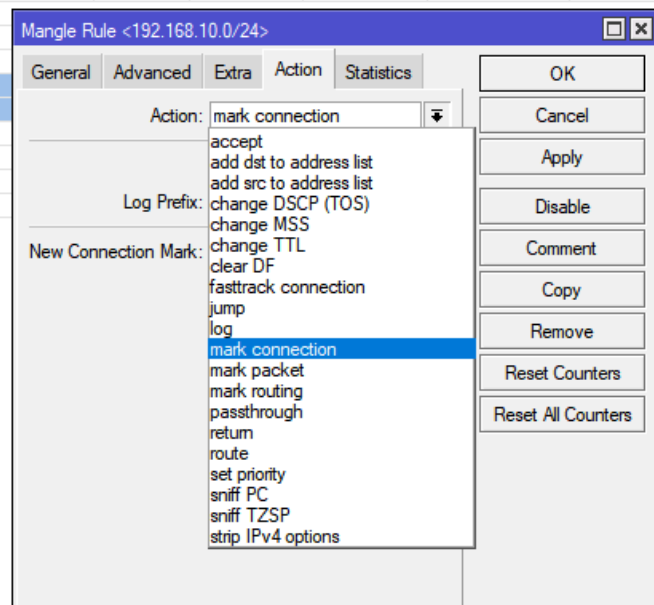 Mangle Rule <192.168.10.0/24>
General Advanced Extra Action Statistics
Action: mark connection
accept
add dst to address list
add src to address list
Log Prefix: change DSCP (TOS)
change MSS
New Connection Mark: change TTL
clear DF
fasttrack connection
jump
log
mark connection
mark packet
mark routing
passthrough
return
route
set priority
sniff PC
sniff TZSP
strip IPv4 options
OK
Cancel
Apply
Disable
Comment
Copy
Remove
Reset Counters
Reset All Counters